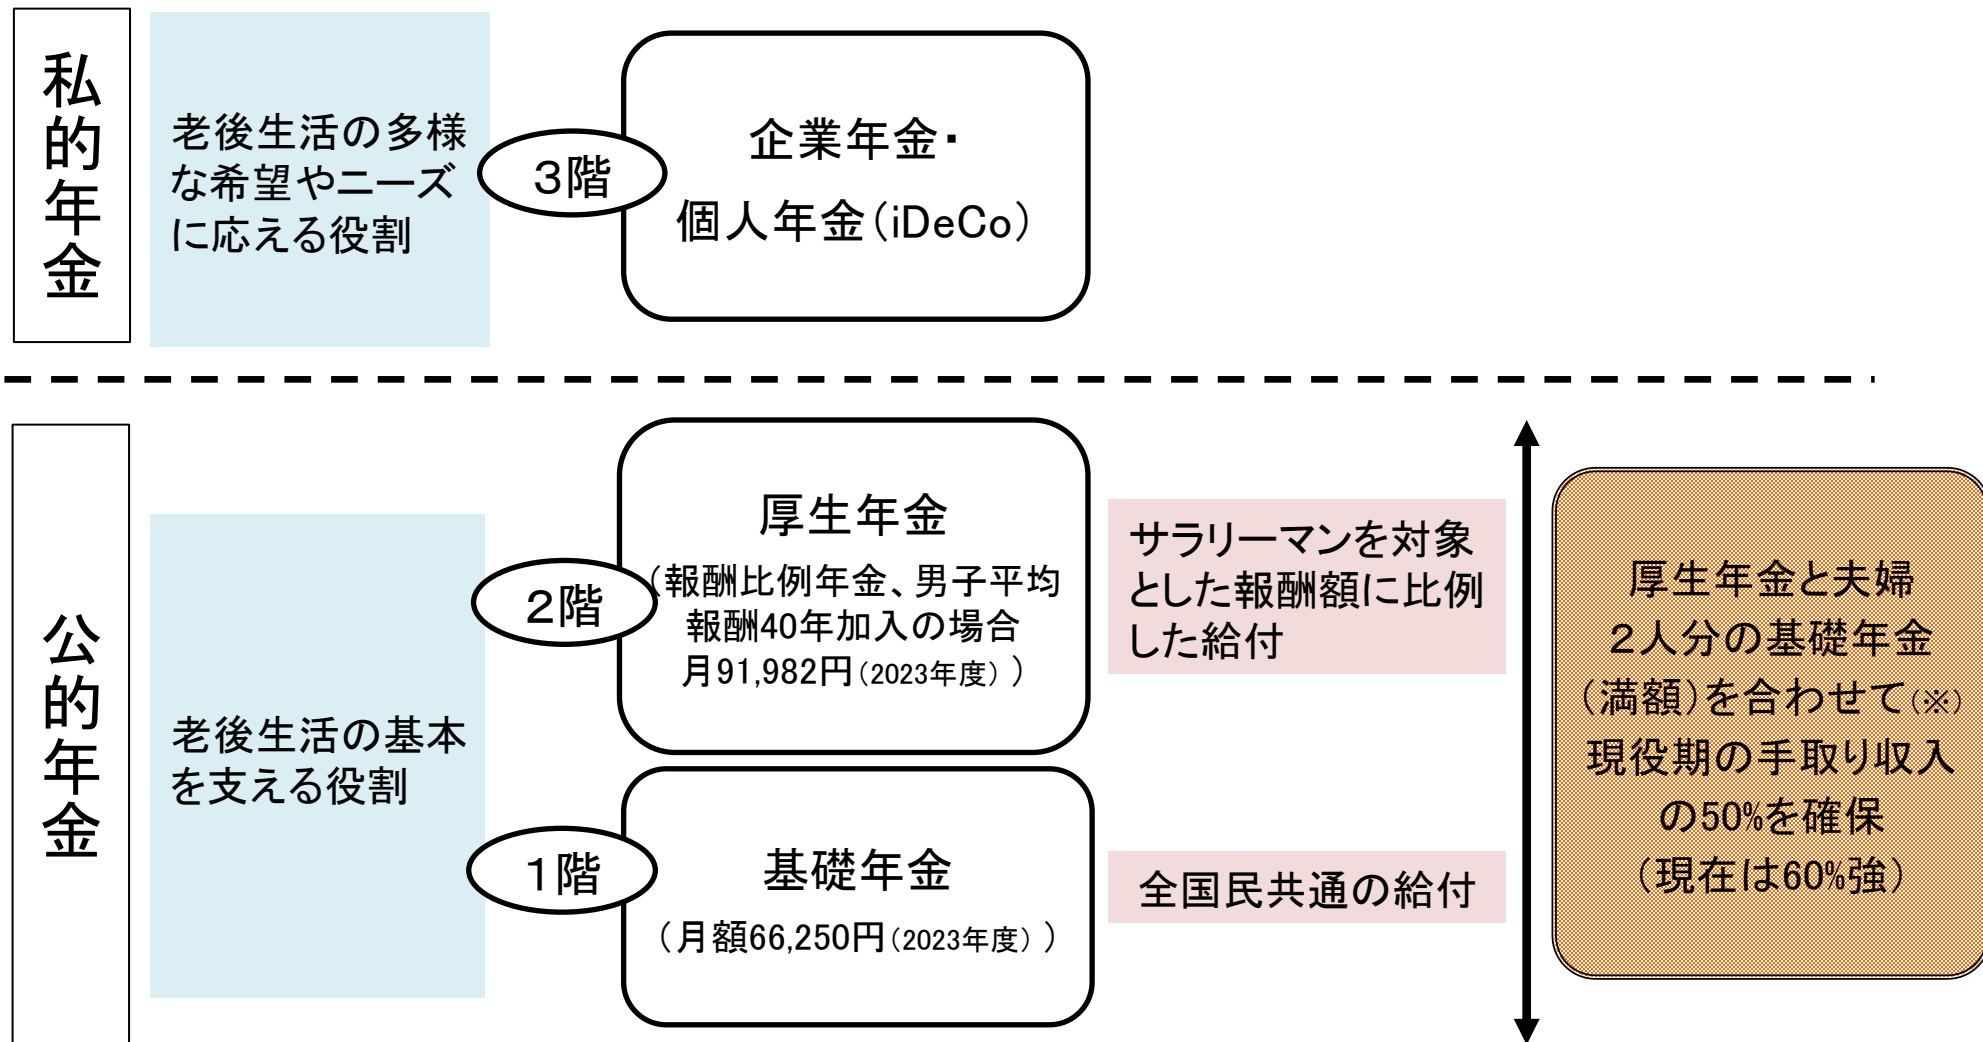 私的年金
老後生活の多様
な希望やニーズ
に応える役割
3階
企業年金・
個人年金(iDeCo)
公的年金
老後生活の基本
を支える役割
2階
厚生年金
(報酬比例年金、男子平均
報酬40年加入の場合
月91,982円(2023年度))
サラリーマンを対象
とした報酬額に比例
した給付
1階
基礎年金
(月額66,250円(2023年度))
全国民共通の給付
厚生年金と夫婦
2人分の基礎年金
(満額)を合わせて(※)
現役期の手取り収入
の50%を確保
(現在は60%強)